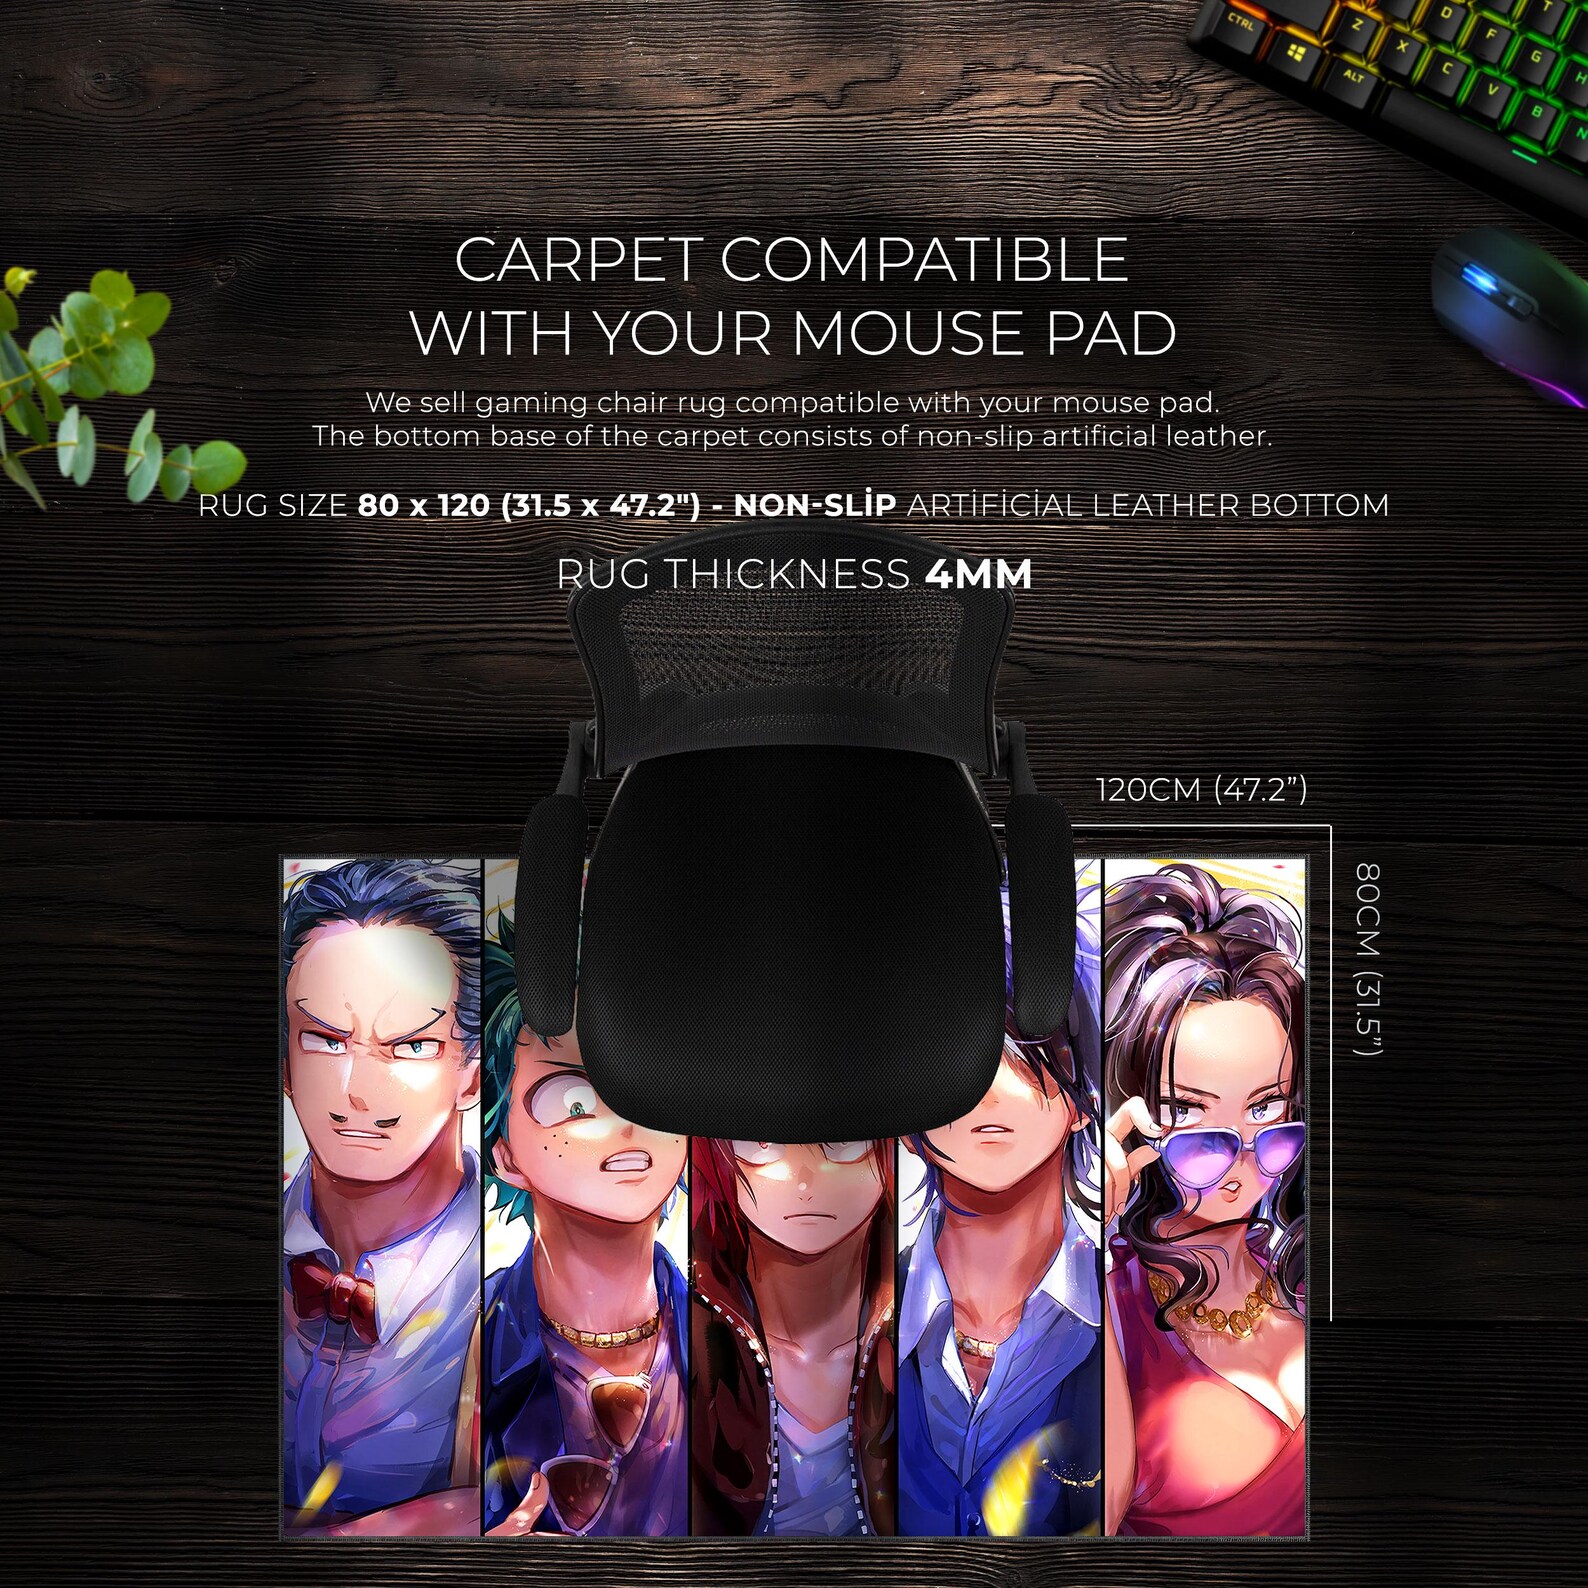 CTRL
ALT
Z
X
C
V
B
N
D
F
G
H
T
CARPET COMPATIBLE
WITH YOUR MOUSE PAD
We sell gaming chair rug compatible with your mouse pad.
The bottom base of the carpet consists of non-slip artificial leather.
RUG SIZE 80 x 120 (31.5 x 47.2") - NON-SLİP ARTİFİCİAL LEATHER BOTTOM
RUG THICKNESS 4MM
120CM (47.2”)
80CM (31.5”)